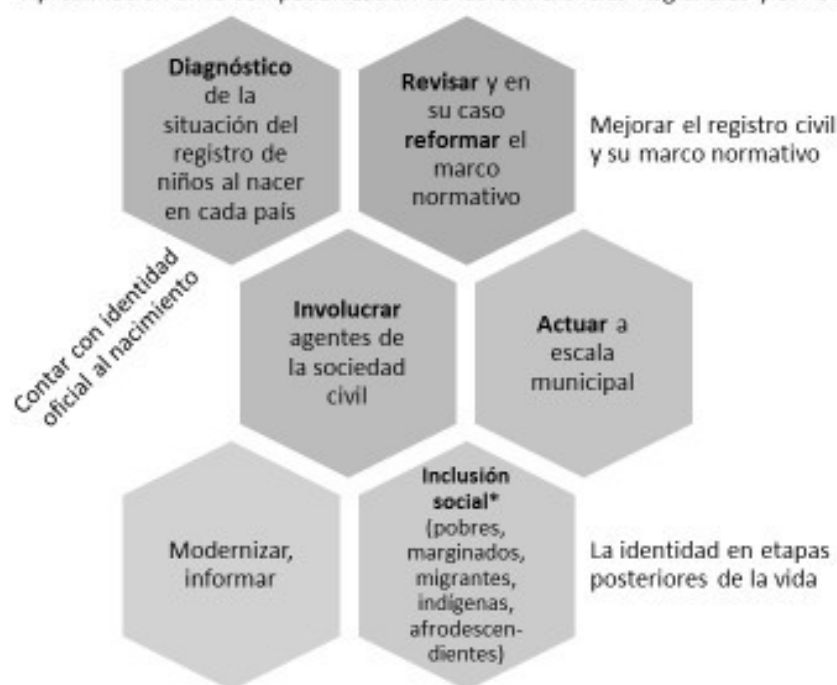 Diagnóstico
de la
situación del
registro de
niños al nacer
en cada país
Revisar y en
su caso
reformar el
marco
normativo
Mejorar el registro civil
y su marco normativo
Contar con identidad
oficial al nacimiento
Involucrar
agentes de
la sociedad
civil
Actuar a
escala
municipal
Modernizar,
informar
Inclusión
social*
(pobres,
marginados,
migrantes,
indígenas,
afrodescen-
dientes)
La identidad en etapas
posteriores de la vida